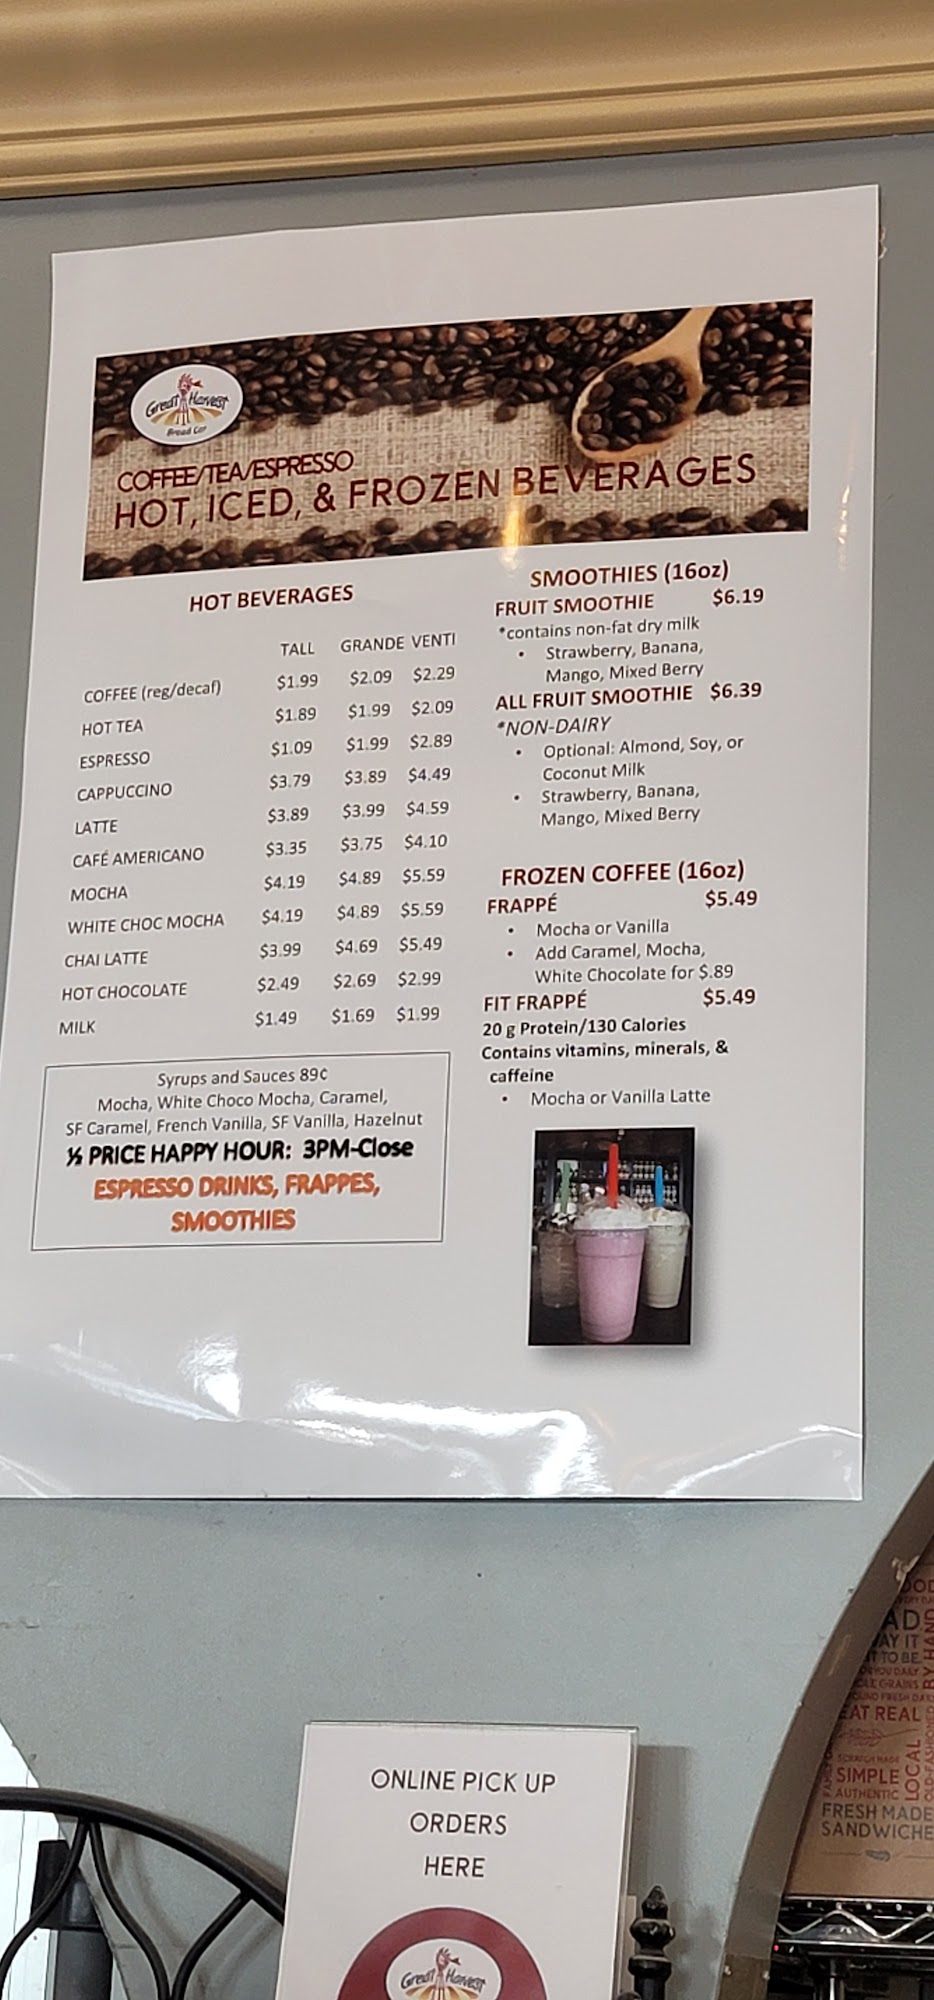 Great Harvest
Bread Co.
COFFEE/TEA/ESPRESSO
HOT, ICED, & FROZEN BEVERAGES
HOT BEVERAGES
TALL GRANDE VENTI
COFFEE (reg/decaf) $1.99 $2.09 $2.29
HOT TEA $1.89 $1.99 $2.09
ESPRESSO $1.09 $1.99 $2.89
CAPPUCCINO $3.79 $3.89 $4.49
LATTE $3.89 $3.99 $4.59
CAFÉ AMERICANO $3.35 $3.75 $4.10
MOCHA $4.19 $4.89 $5.59
WHITE CHOC MOCHA $4.19 $4.89 $5.59
CHAI LATTE $3.99 $4.69 $5.49
HOT CHOCOLATE $2.49 $2.69 $2.99
MILK $1.49 $1.69 $1.99
Syrups and Sauces 89¢
Mocha, White Choco Mocha, Caramel,
SF Caramel, French Vanilla, SF Vanilla, Hazelnut
½ PRICE HAPPY HOUR: 3PM-Close
ESPRESSO DRINKS, FRAPPES,
SMOOTHIES
SMOOTHIES (16oz)
FRUIT SMOOTHIE $6.19
*contains non-fat dry milk
• Strawberry, Banana,
Mango, Mixed Berry
ALL FRUIT SMOOTHIE $6.39
*NON-DAIRY
• Optional: Almond, Soy, or
Coconut Milk
• Strawberry, Banana,
Mango, Mixed Berry
FROZEN COFFEE (16oz)
FRAPPÉ $5.49
• Mocha or Vanilla
• Add Caramel, Mocha,
White Chocolate for $.89
FIT FRAPPÉ $5.49
20 g Protein/130 Calories
Contains vitamins, minerals, &
caffeine
• Mocha or Vanilla Latte
ONLINE PICK UP
ORDERS
HERE
Great Harvest
EAT REAL
SIMPLE
AUTHENTIC
LOCAL
BY HAND
FRESH MADE